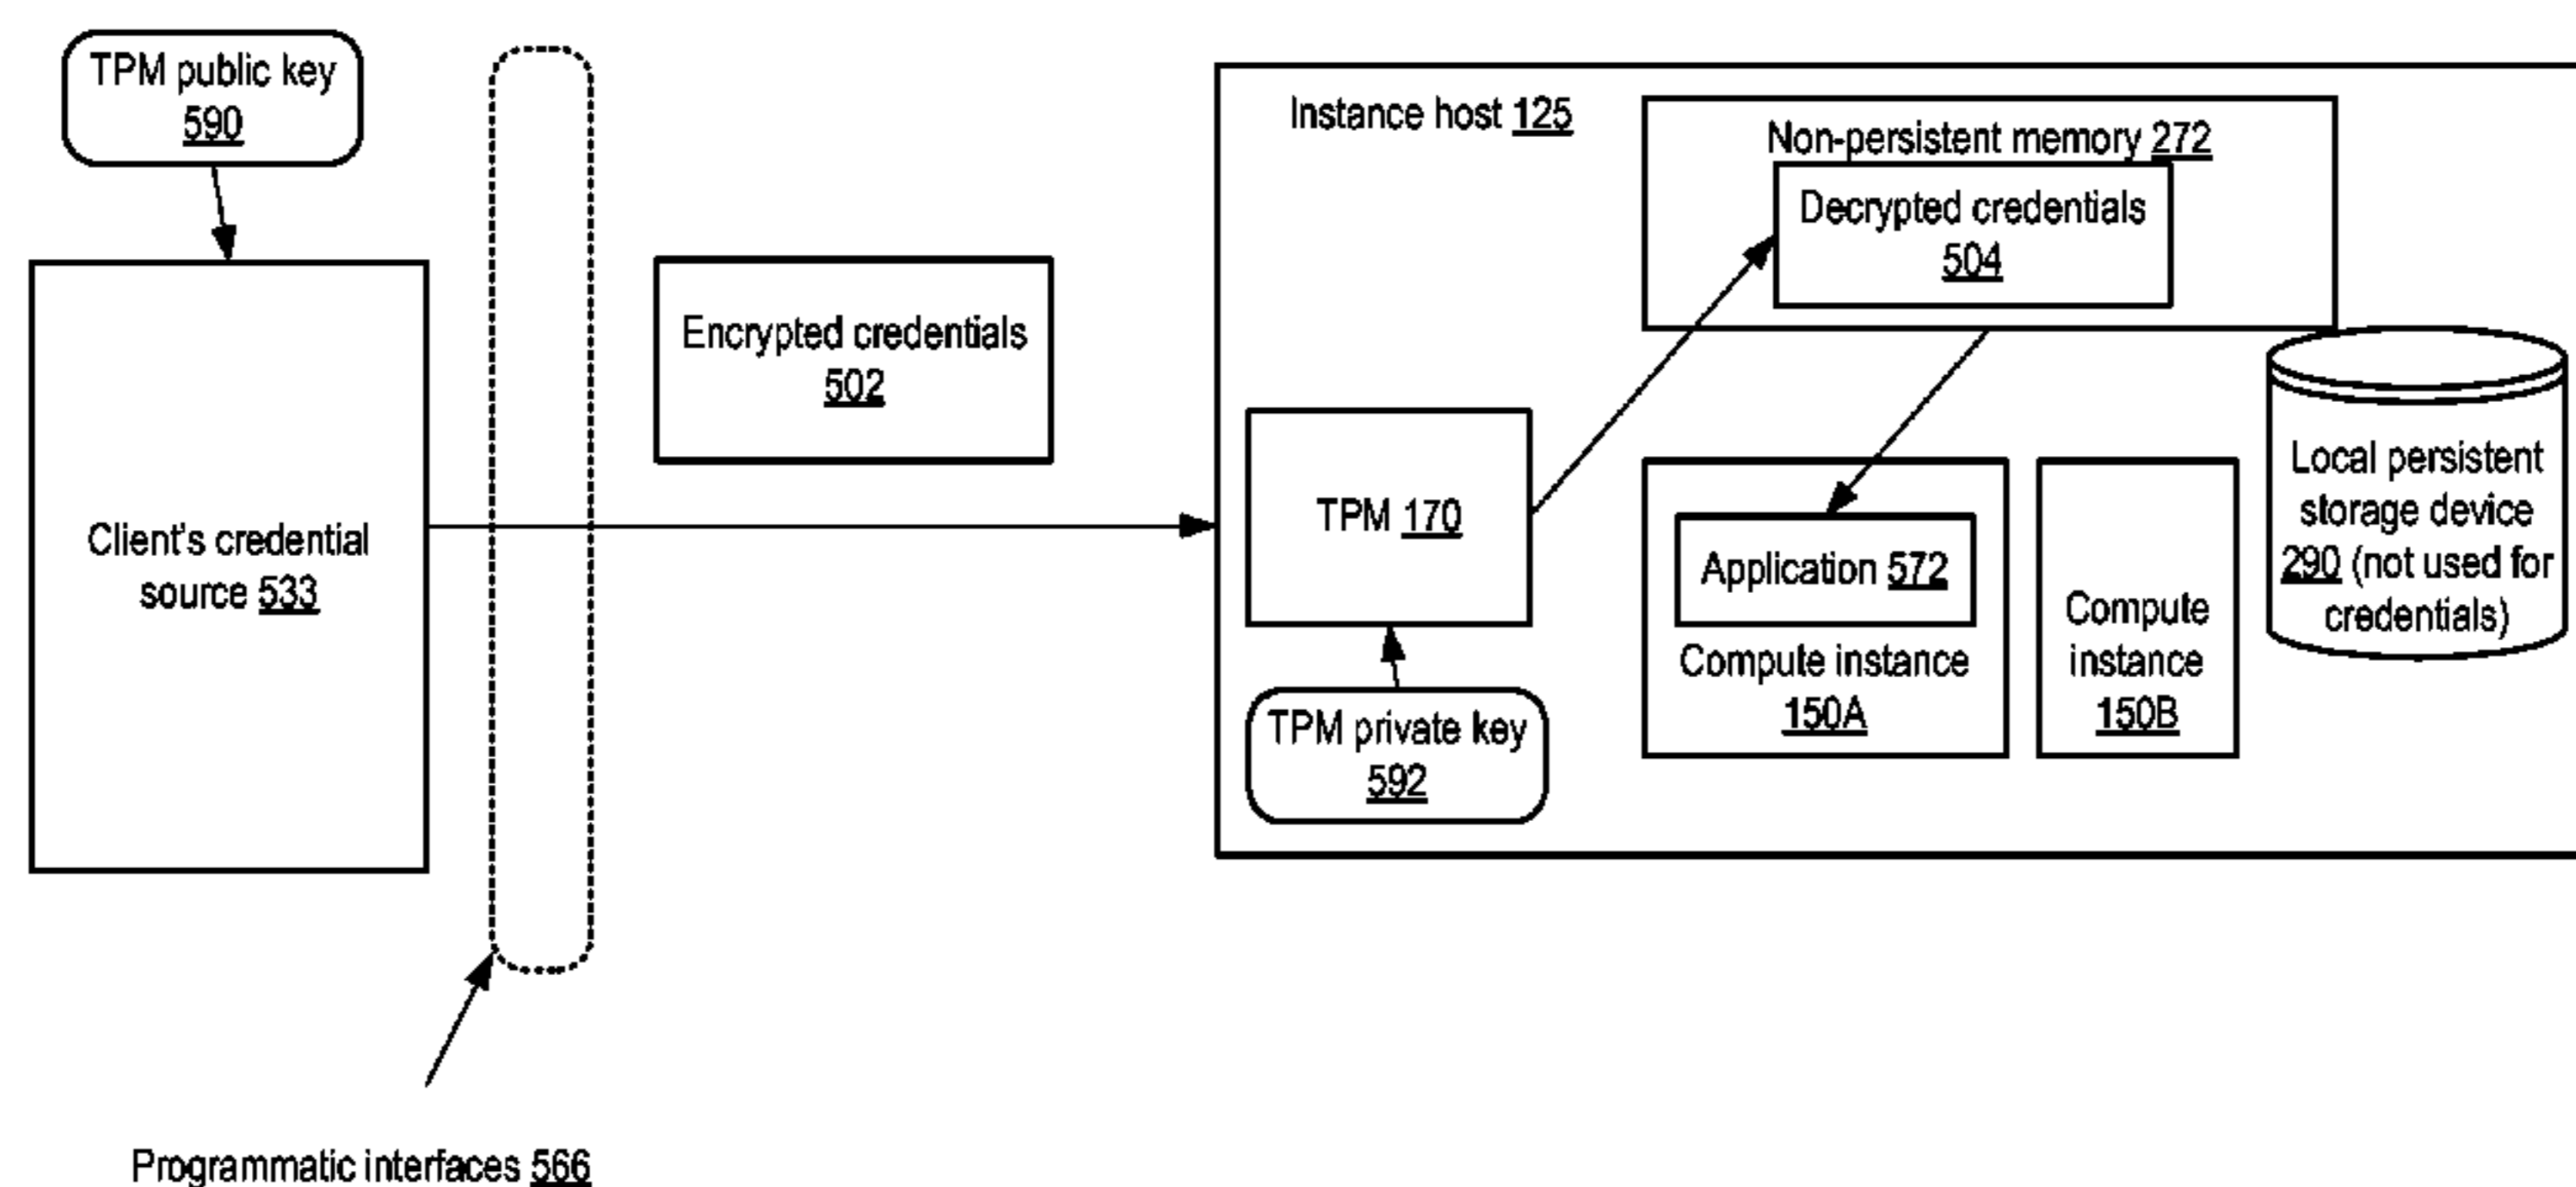 TPM public key
590
Client's credential
source 533
Encrypted credentials
502
Instance host 125
Non-persistent memory 272
Decrypted credentials
504
TPM 170
TPM private key
592
Application 572
Compute instance
150A
Compute
instance
150B
Local persistent
storage device
290 (not used for
credentials)
Programmatic interfaces 566